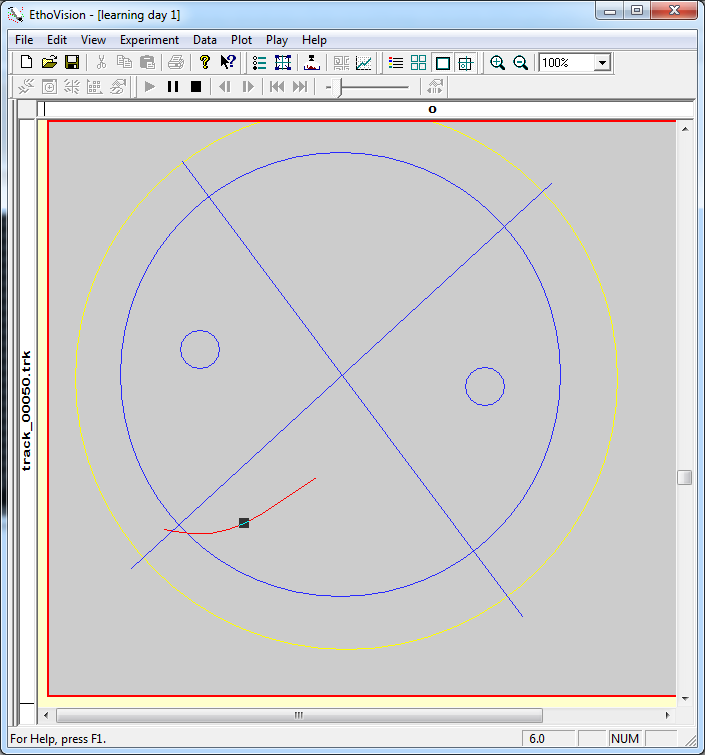 EthoVision - [learning day 1]
File Edit View Experiment Data Plot Play Help
100%
o
track_00050.trk
For Help, press F1.
6.0
NUM